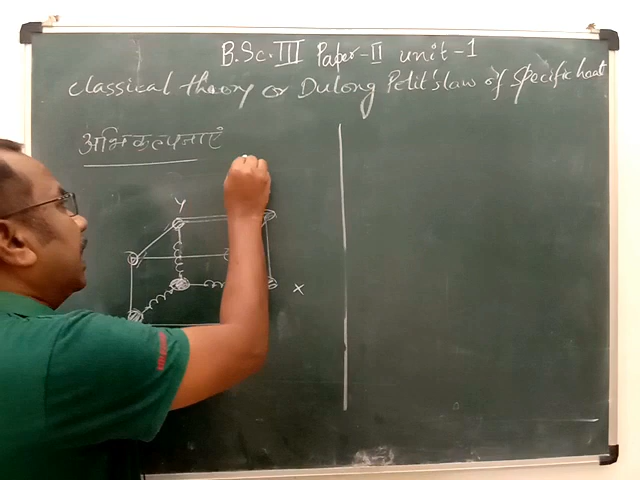 B.Sc.III Paper-II unit-1
classical theory or Dulong Petit's law of specific heat
अभिकल्पनाएं
Y
X